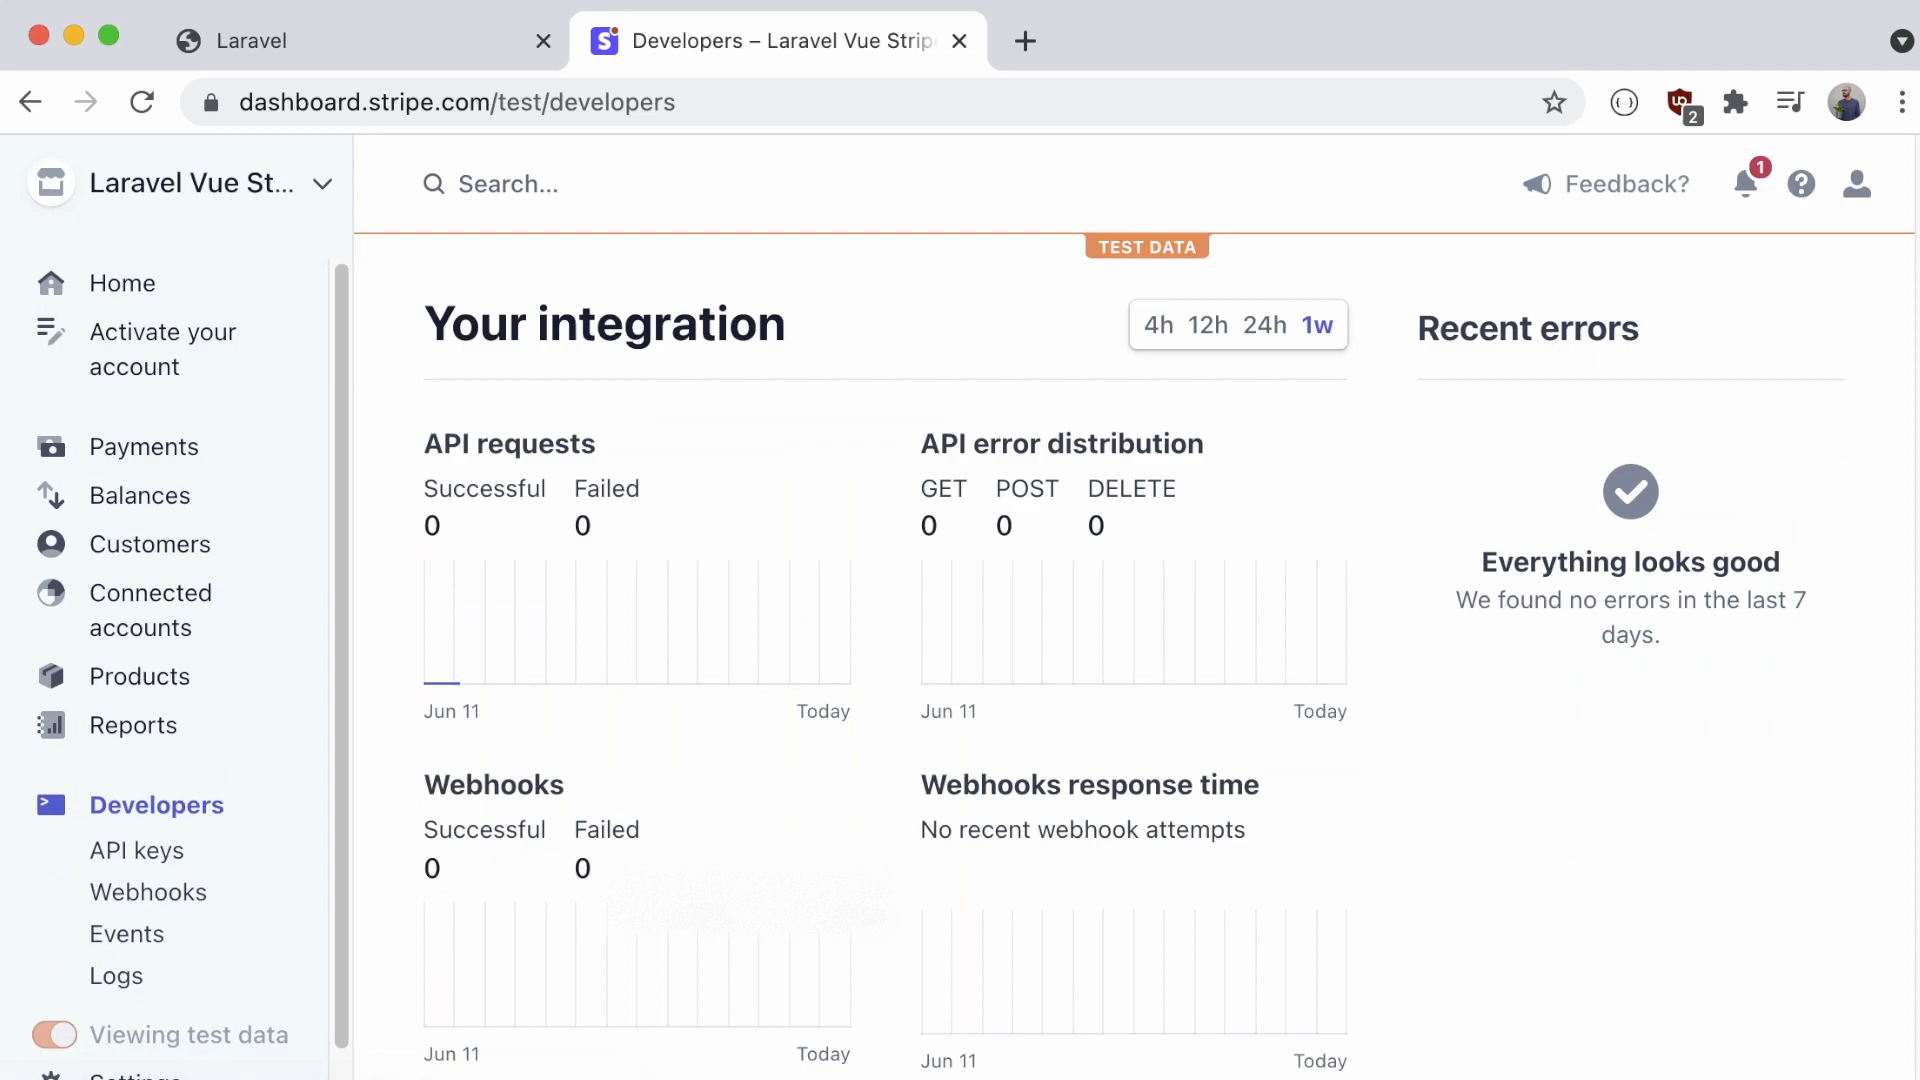 Laravel
Developers – Laravel Vue Strip
dashboard.stripe.com/test/developers
2
Laravel Vue St...
Search...
Feedback?
1
TEST DATA
Home
Activate your
account
Payments
Balances
Customers
Connected
accounts
Products
Reports
Developers
API keys
Webhooks
Events
Logs
Viewing test data
Your integration
4h 12h 24h 1w
API requests
Successful Failed
0 0
Jun 11 Today
API error distribution
GET POST DELETE
0 0 0
Jun 11 Today
Webhooks
Successful Failed
0 0
Jun 11 Today
Webhooks response time
No recent webhook attempts
Jun 11 Today
Recent errors
Everything looks good
We found no errors in the last 7
days.